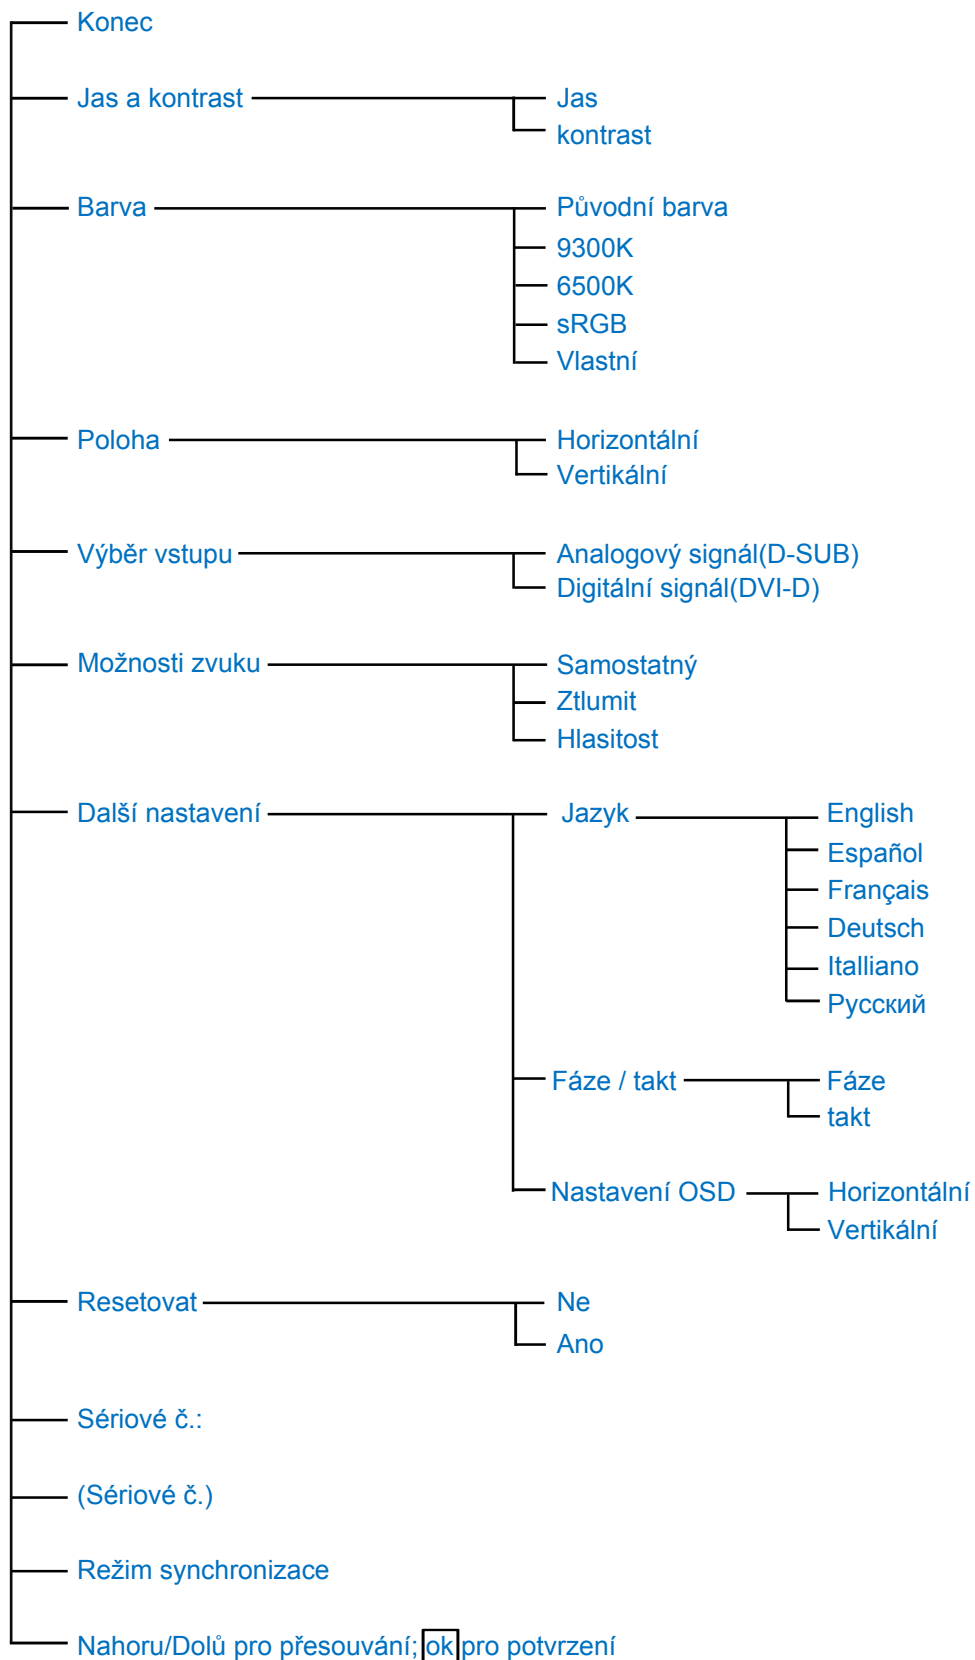 Konec
Jas a kontrast
Jas
kontrast
Barva
Původní barva
9300K
6500K
sRGB
Vlastní
Poloha
Horizontální
Vertikální
Výběr vstupu
Analogový signál(D-SUB)
Digitální signál(DVI-D)
Možnosti zvuku
Samostatný
Ztlumit
Hlasitost
Další nastavení
Jazyk
English
Español
Français
Deutsch
Italliano
Русский
Fáze / takt
Fáze
takt
Nastavení OSD
Horizontální
Vertikální
Resetovat
Ne
Ano
Sériové č.:
(Sériové č.)
Režim synchronizace
Nahoru/Dolů pro přesouvání; ok pro potvrzení